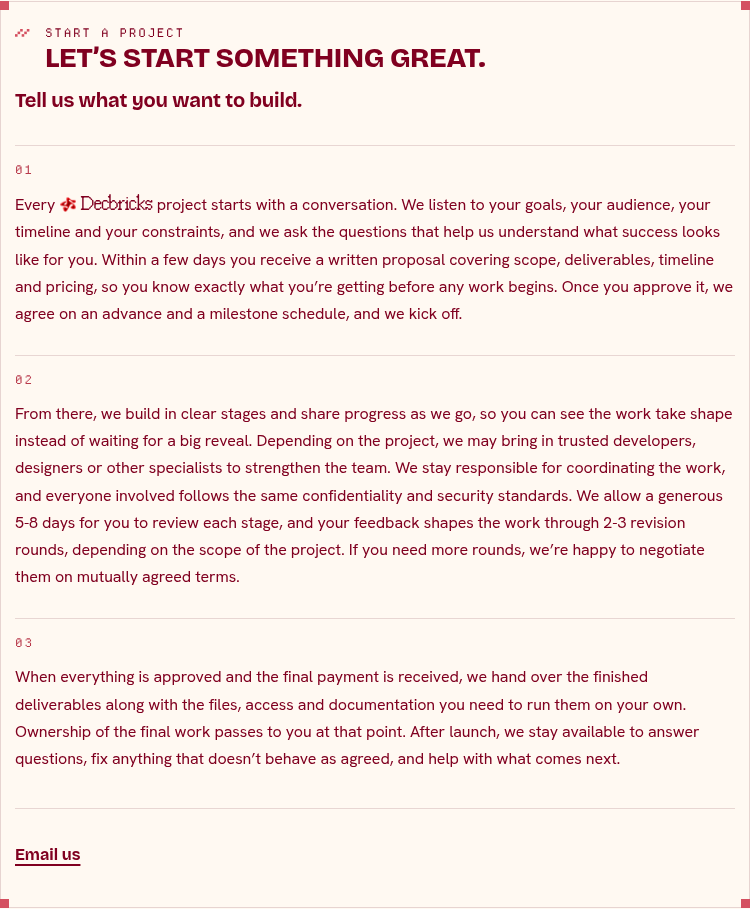 START A PROJECT
LET’S START SOMETHING GREAT.
Tell us what you want to build.
01
Every Decbricks project starts with a conversation. We listen to your goals, your audience, your
timeline and your constraints, and we ask the questions that help us understand what success looks
like for you. Within a few days you receive a written proposal covering scope, deliverables, timeline
and pricing, so you know exactly what you’re getting before any work begins. Once you approve it, we
agree on an advance and a milestone schedule, and we kick off.
02
From there, we build in clear stages and share progress as we go, so you can see the work take shape
instead of waiting for a big reveal. Depending on the project, we may bring in trusted developers,
designers or other specialists to strengthen the team. We stay responsible for coordinating the work,
and everyone involved follows the same confidentiality and security standards. We allow a generous
5-8 days for you to review each stage, and your feedback shapes the work through 2-3 revision
rounds, depending on the scope of the project. If you need more rounds, we’re happy to negotiate
them on mutually agreed terms.
03
When everything is approved and the final payment is received, we hand over the finished
deliverables along with the files, access and documentation you need to run them on your own.
Ownership of the final work passes to you at that point. After launch, we stay available to answer
questions, fix anything that doesn’t behave as agreed, and help with what comes next.
Email us